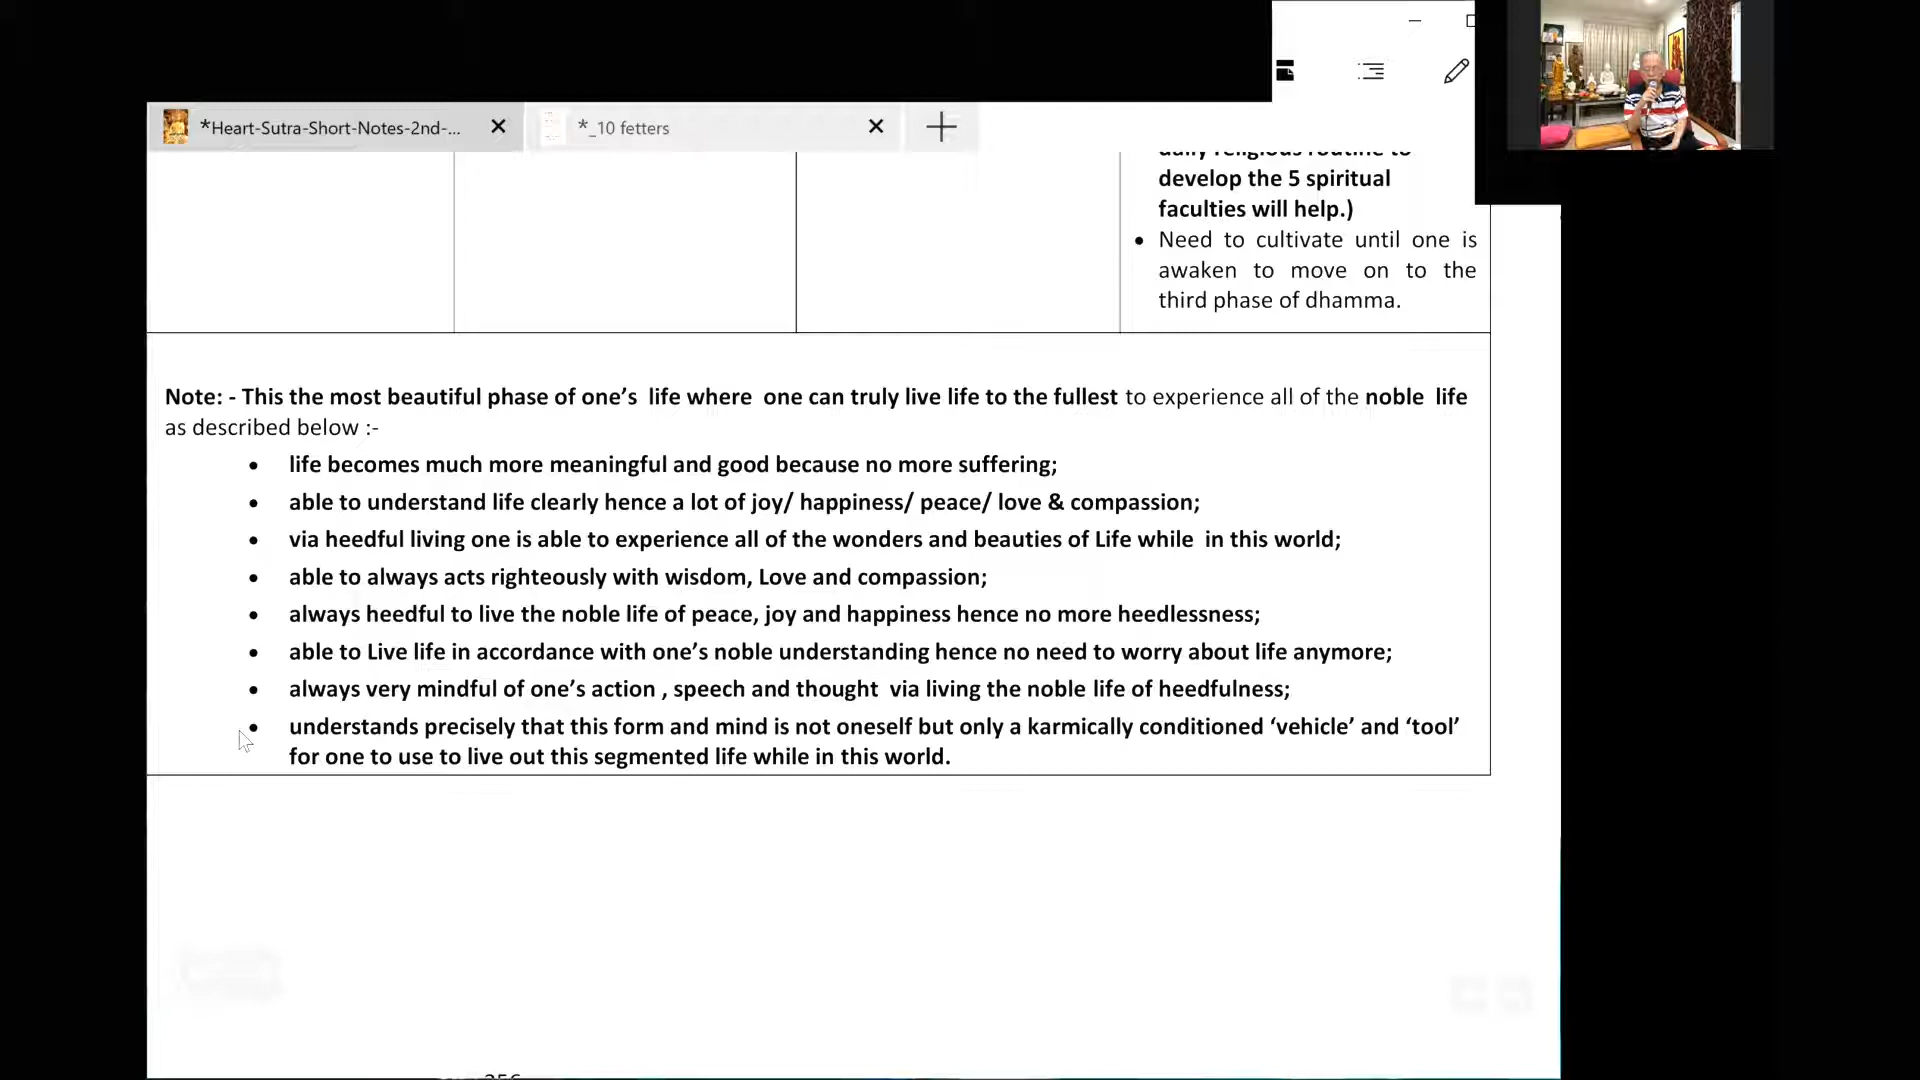 *Heart-Sutra-Short-Notes-2nd-...
*_10 fetters
daily religious routine to
develop the 5 spiritual
faculties will help.)
• Need to cultivate until one is
awaken to move on to the
third phase of dhamma.
Note: - This the most beautiful phase of one’s life where one can truly live life to the fullest to experience all of the noble life
as described below :-
• life becomes much more meaningful and good because no more suffering;
• able to understand life clearly hence a lot of joy/ happiness/ peace/ love & compassion;
• via heedful living one is able to experience all of the wonders and beauties of Life while in this world;
• able to always acts righteously with wisdom, Love and compassion;
• always heedful to live the noble life of peace, joy and happiness hence no more heedlessness;
• able to Live life in accordance with one’s noble understanding hence no need to worry about life anymore;
• always very mindful of one’s action , speech and thought via living the noble life of heedfulness;
• understands precisely that this form and mind is not oneself but only a karmically conditioned ‘vehicle’ and ‘tool’
for one to use to live out this segmented life while in this world.